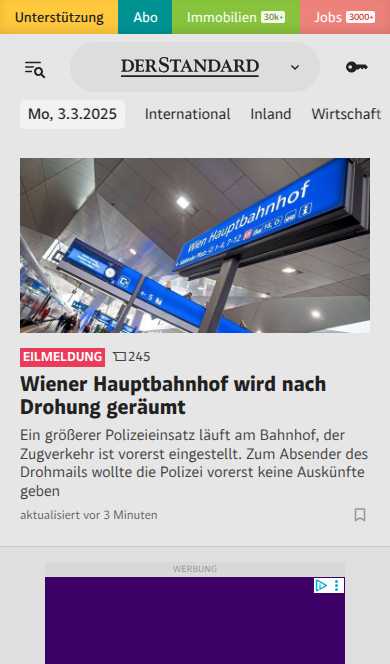 Unterstützung Abo Immobilien 30k+ Jobs 3000+
DERSTANDARD
Mo, 3.3.2025 International Inland Wirtschaft
Wien Hauptbahnhof
EILMELDUNG 245
Wiener Hauptbahnhof wird nach
Drohung geräumt
Ein größerer Polizeieinsatz läuft am Bahnhof, der
Zugverkehr ist vorerst eingestellt. Zum Absender des
Drohmails wollte die Polizei vorerst keine Auskünfte
geben
aktualisiert vor 3 Minuten
WERBUNG